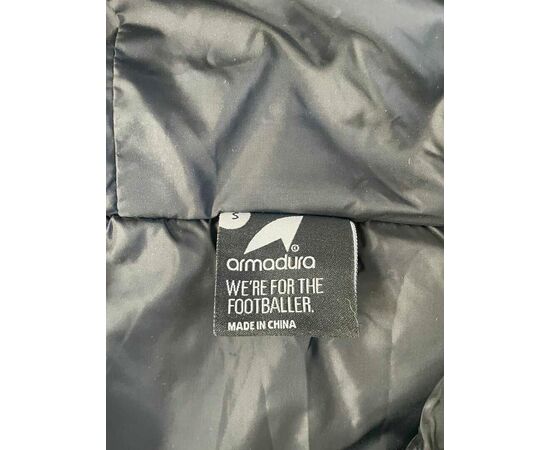 S
armadura
WE'RE FOR THE
FOOTBALLER.
MADE IN CHINA